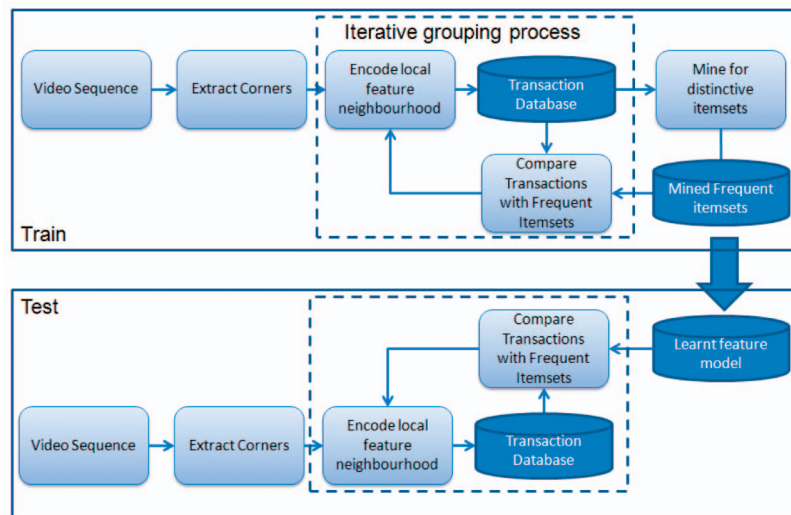 Iterative grouping process
Video Sequence
Extract Corners
Encode local
feature
neighbourhood
Transaction
Database
Mine for
distinctive
itemsets
Compare
Transactions
with Frequent
Itemsets
Mined Frequent
itemsets
Train
Test
Compare
Transactions
with Frequent
Itemsets
Learnt feature
model
Video Sequence
Extract Corners
Encode local
feature
neighbourhood
Transaction
Database